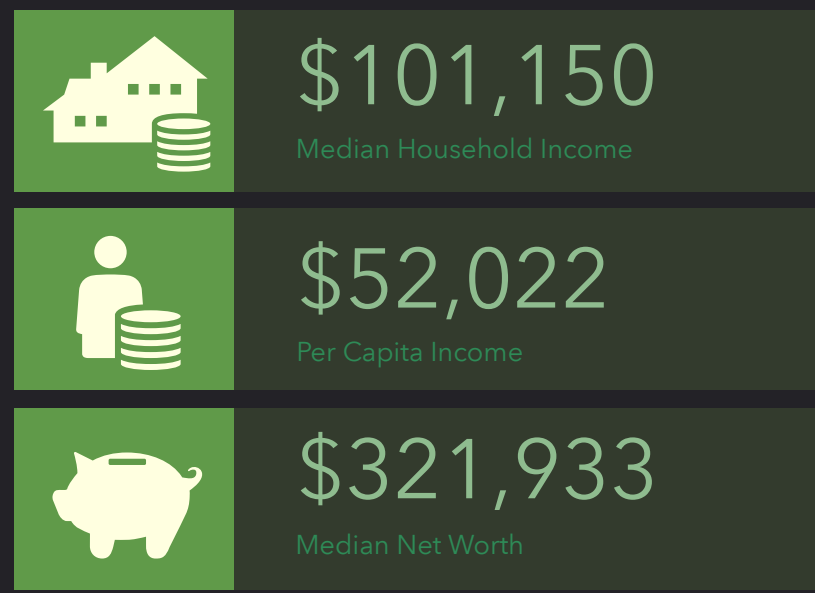 $101,150
Median Household Income
$52,022
Per Capita Income
$321,933
Median Net Worth